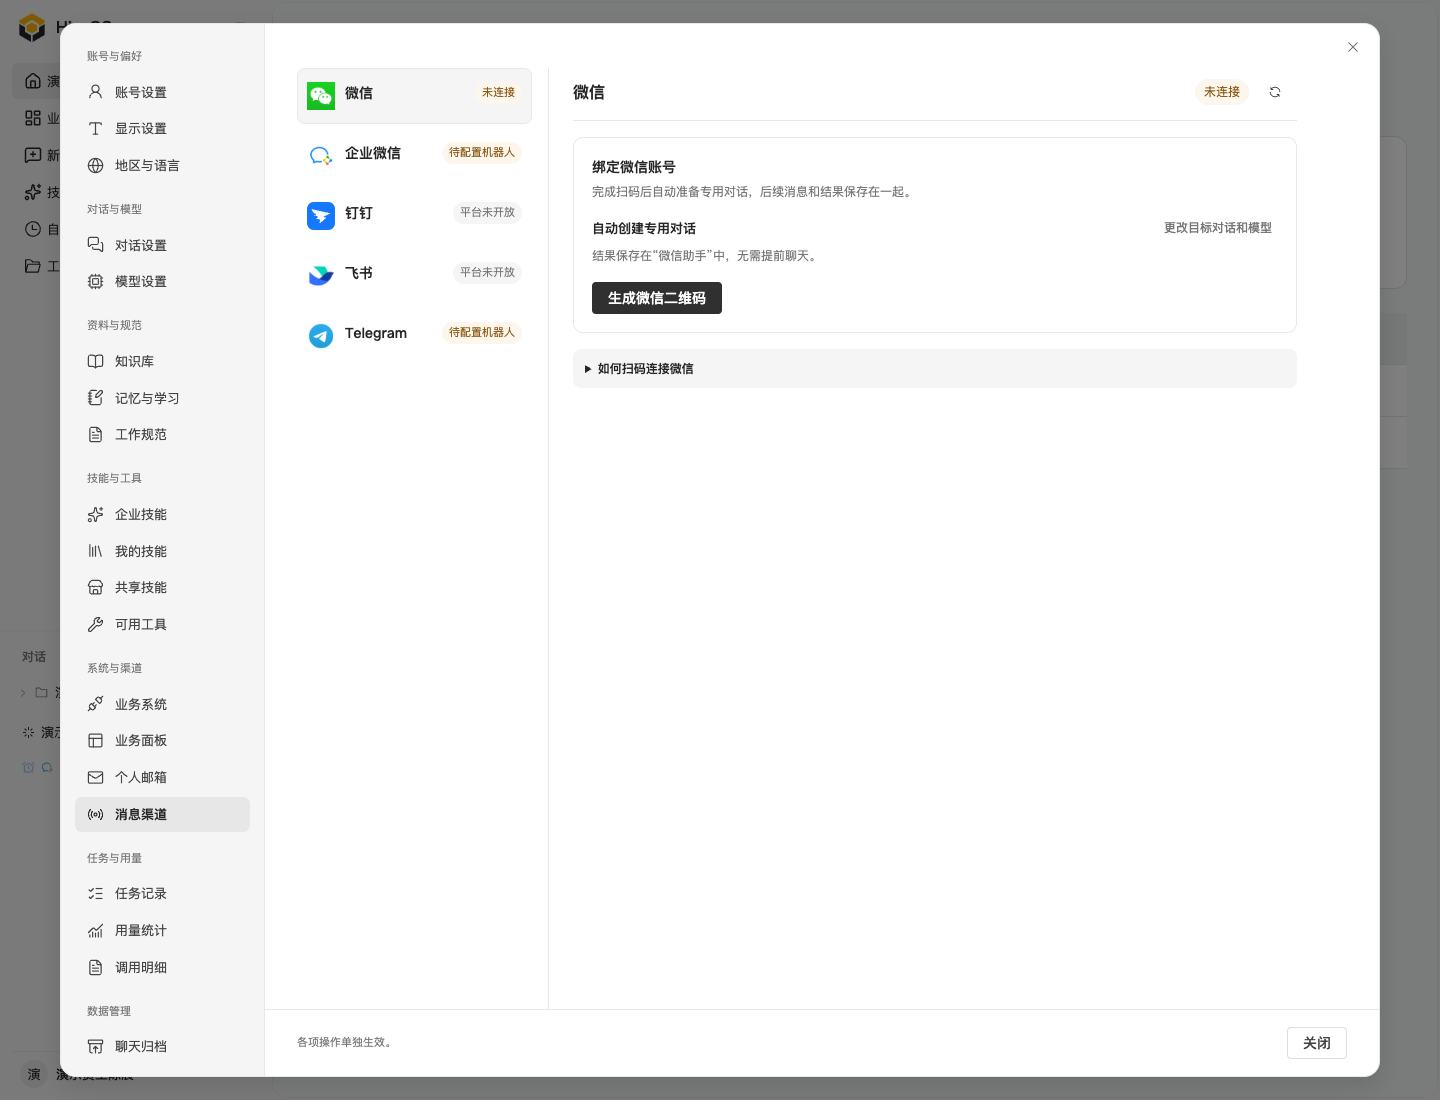 账号与偏好
账号设置
显示设置
地区与语言
对话与模型
对话设置
模型设置
资料与规范
知识库
记忆与学习
工作规范
技能与工具
企业技能
我的技能
共享技能
可用工具
系统与渠道
业务系统
业务面板
个人邮箱
消息渠道
任务与用量
任务记录
用量统计
调用明细
数据管理
聊天归档
微信 未连接
企业微信 待配置机器人
钉钉 平台未开放
飞书 平台未开放
Telegram 待配置机器人
微信 未连接
绑定微信账号
完成扫码后自动准备专用对话，后续消息和结果保存在一起。
自动创建专用对话 更改目标对话和模型
结果保存在“微信助手”中，无需提前聊天。
生成微信二维码
如何扫码连接微信
各项操作单独生效。
关闭
演
业
新
技
自
工
对话
演